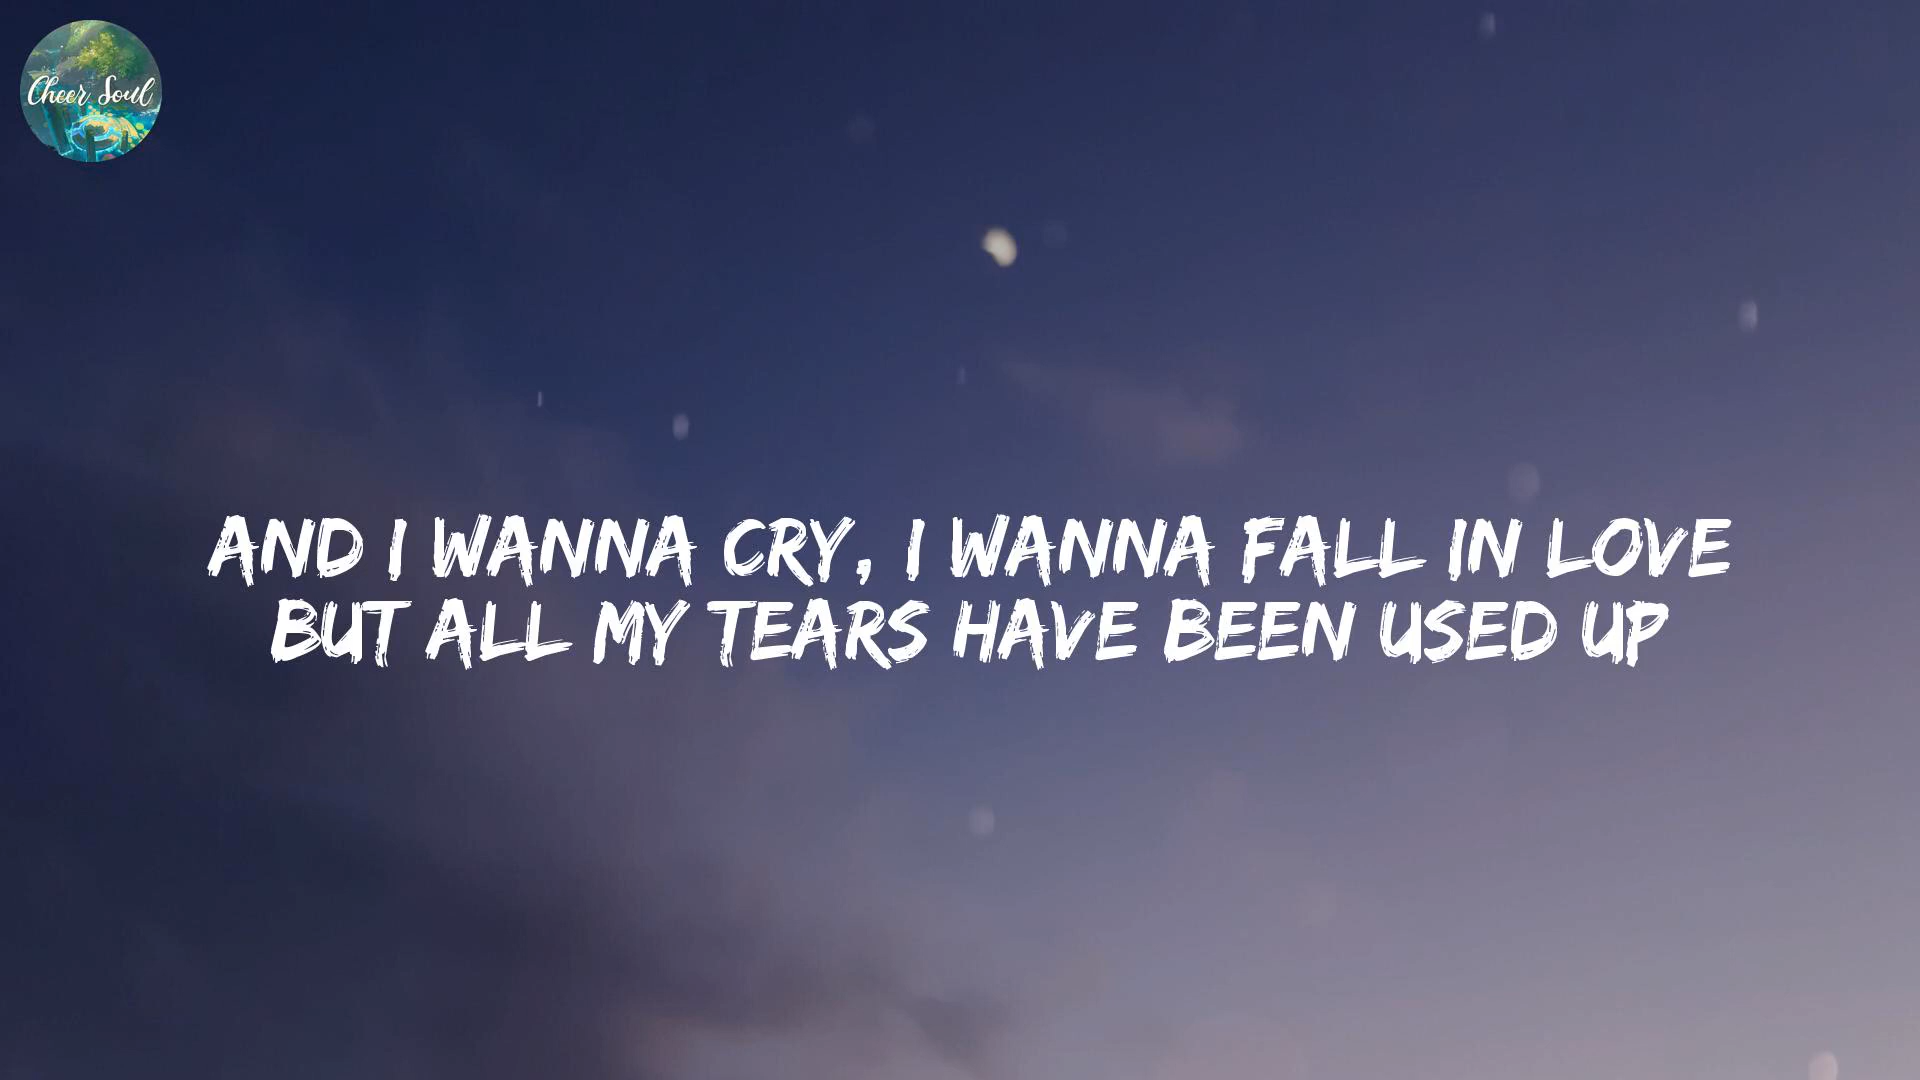 Cheer Soul
AND I WANNA CRY, I WANNA FALL IN LOVE
BUT ALL MY TEARS HAVE BEEN USED UP